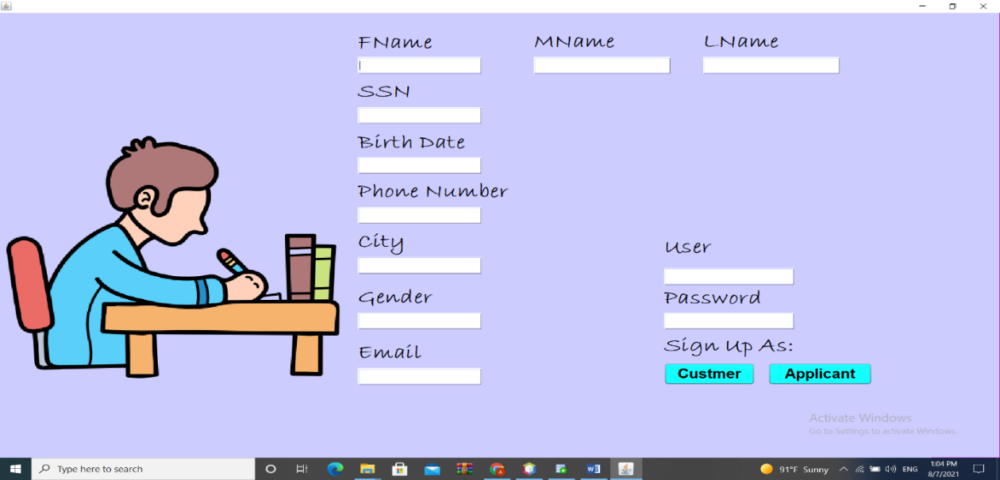 FName MName LName
SSN
Birth Date
Phone Number
City
User
Gender
Password
Email
Sign Up As:
Custmer Applicant
Activate Windows
Go to Settings to activate Windows.
Type here to search
91°F Sunny
ENG
1:04 PM
8/7/2021